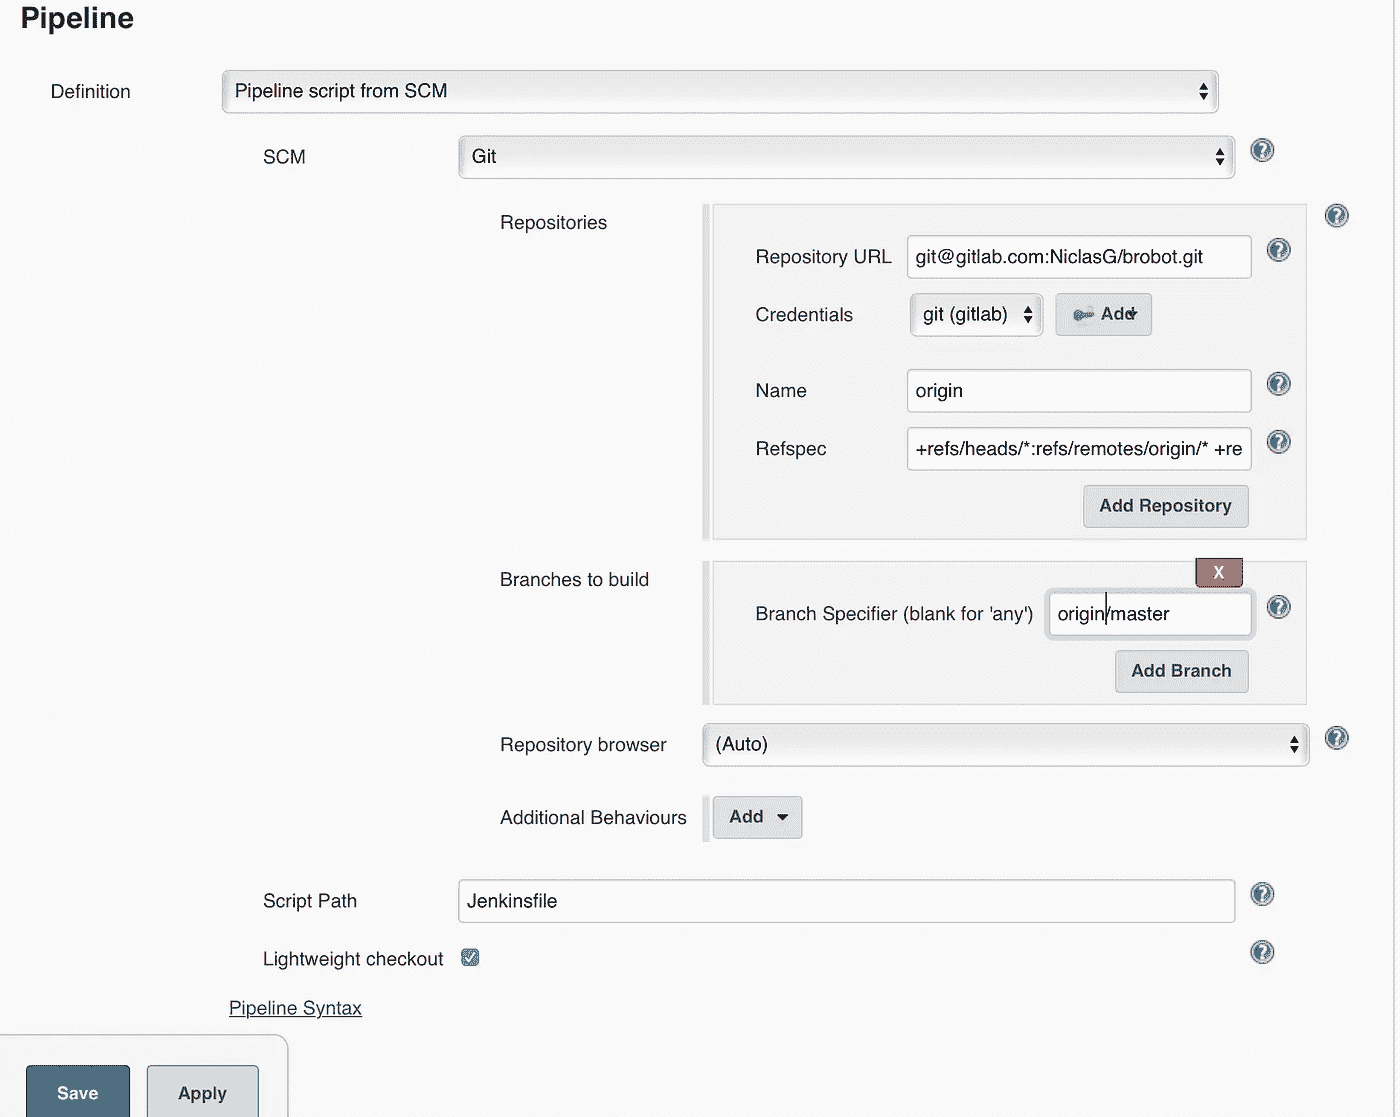 Pipeline
Definition
Pipeline script from SCM
SCM
Git
Repositories
Repository URL
git@gitlab.com:NiclasG/brobot.git
Credentials
git (gitlab)
Add
Name
origin
Refspec
+refs/heads/*:refs/remotes/origin/* +re
Add Repository
Branches to build
X
Branch Specifier (blank for 'any')
origin/master
Add Branch
Repository browser
(Auto)
Additional Behaviours
Add
Script Path
Jenkinsfile
Lightweight checkout
Pipeline Syntax
Save
Apply